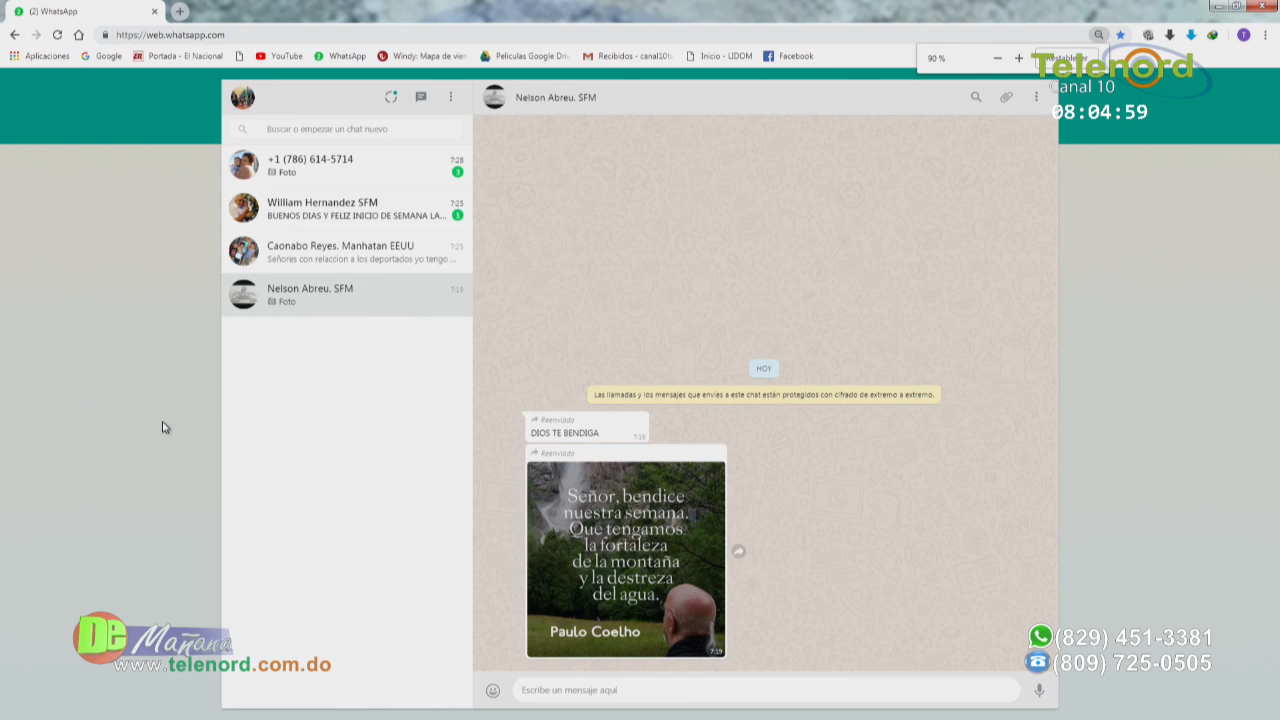 (2) WhatsApp
https://web.whatsapp.com
Aplicaciones
Google
Portada - El Nacional
YouTube
WhatsApp
Windy: Mapa de vie
Peliculas Google Dri
Recibidos - canal10t
Inicio - LIDOM
Facebook
90 %
Telenord
Canal 10
08:04:59
Nelson Abreu. SFM
Buscar o empezar un chat nuevo
+1 (786) 614-5714
7:28
Foto
3
William Hernandez SFM
7:25
BUENOS DIAS Y FELIZ INICIO DE SEMANA LA...
1
Caonabo Reyes. Manhatan EEUU
7:25
Señores con relaccion a los deportados yo tengo ...
Nelson Abreu. SFM
7:19
Foto
HOY
Las llamadas y los mensajes que envíes a este chat están protegidos con cifrado de extremo a extremo.
Reenviado
DIOS TE BENDIGA
7:19
Reenviado
Señor, bendice
nuestra semana.
Que tengamos
la fortaleza
de la montaña
y la destreza
del agua.
Paulo Coelho
7:19
Escribe un mensaje aquí
De Mañana
www.telenord.com.do
(829) 451-3381
(809) 725-0505
T